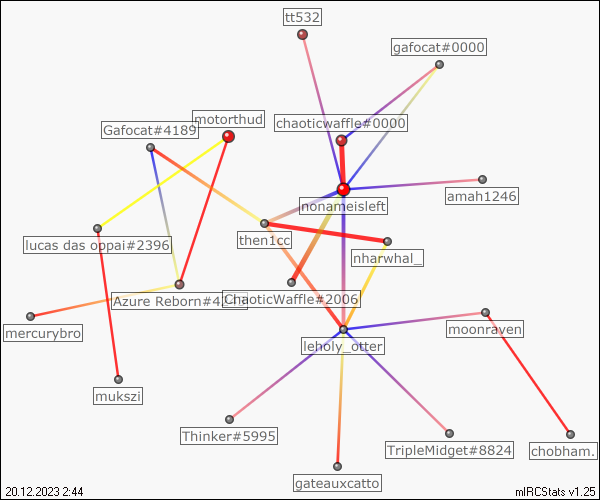 tt532
gafocat#0000
motorthud
chaoticwaffle#0000
Gafocat#4189
amah1246
nonameisleft
then1cc
lucas das oppai#2396
nharwhal_
Azure Reborn#42
ChaoticWaffle#2006
mercurybro
moonraven
leholy_otter
mukszi
Thinker#5995
TripleMidget#8824
chobham.
gateauxcatto
20.12.2023 2:44
mIRCStats v1.25